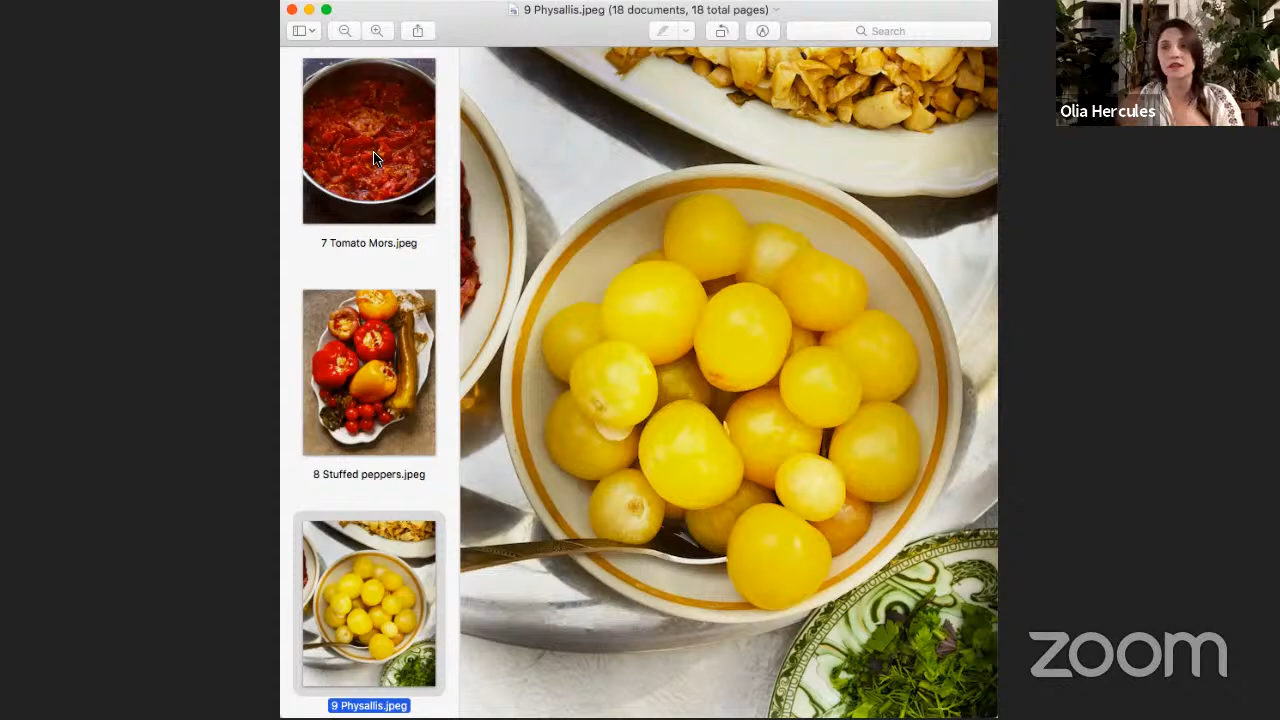 9 Physallis.jpeg (18 documents, 18 total pages)
Search
Olia Hercules
7 Tomato Mors.jpeg
8 Stuffed peppers.jpeg
9 Physallis.jpeg
zoom